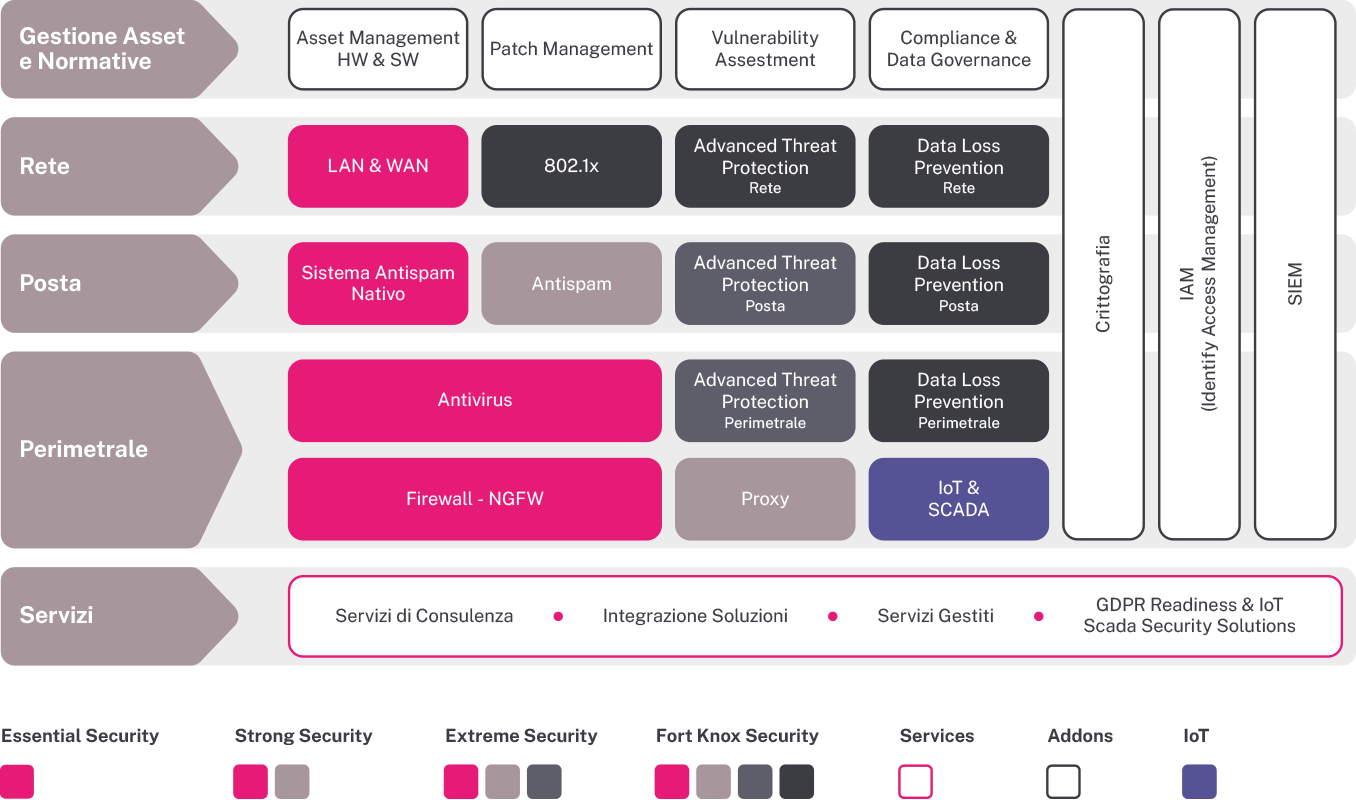 Gestione Asset
e Normative
Asset Management
HW & SW
Patch Management
Vulnerability
Assestment
Compliance &
Data Governance
Rete
LAN & WAN
802.1x
Advanced Threat
Protection
Rete
Data Loss
Prevention
Rete
Posta
Sistema Antispam
Nativo
Antispam
Advanced Threat
Protection
Posta
Data Loss
Prevention
Posta
Perimetrale
Antivirus
Advanced Threat
Protection
Perimetrale
Data Loss
Prevention
Perimetrale
Firewall - NGFW
Proxy
IoT &
SCADA
Crittografia
IAM
(Identify Access Management)
SIEM
Servizi
Servizi di Consulenza
Integrazione Soluzioni
Servizi Gestiti
GDPR Readiness & IoT
Scada Security Solutions
Essential Security
Strong Security
Extreme Security
Fort Knox Security
Services
Addons
IoT